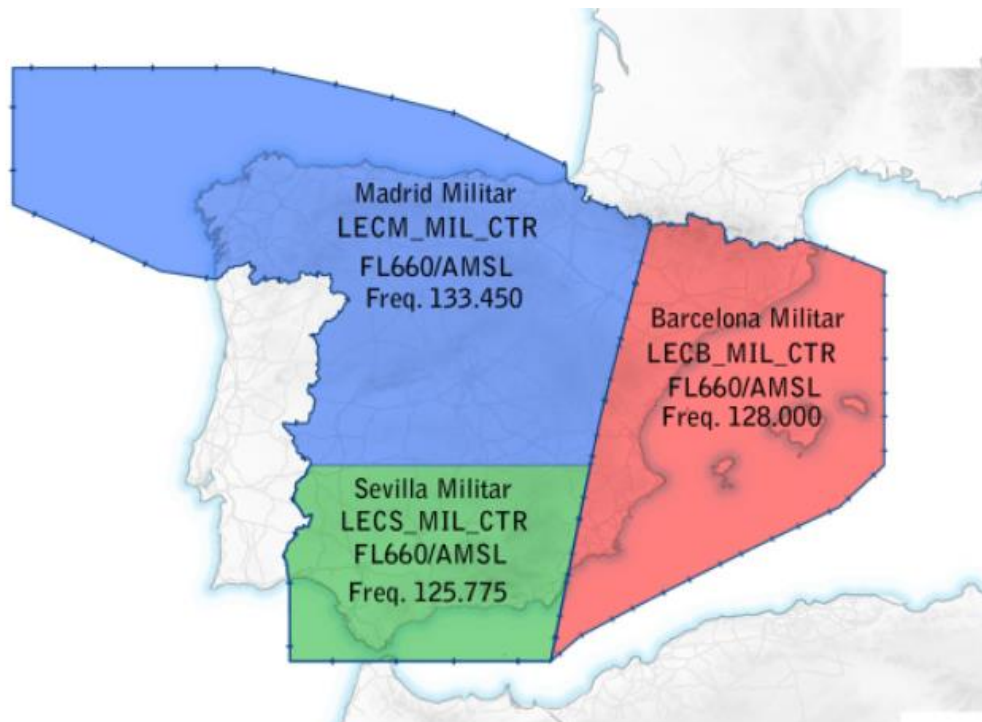 Madrid Militar
LECM_MIL_CTR
FL660/AMSL
Freq. 133.450
Barcelona Militar
LECB_MIL_CTR
FL660/AMSL
Freq. 128.000
Sevilla Militar
LECS_MIL_CTR
FL660/AMSL
Freq. 125.775